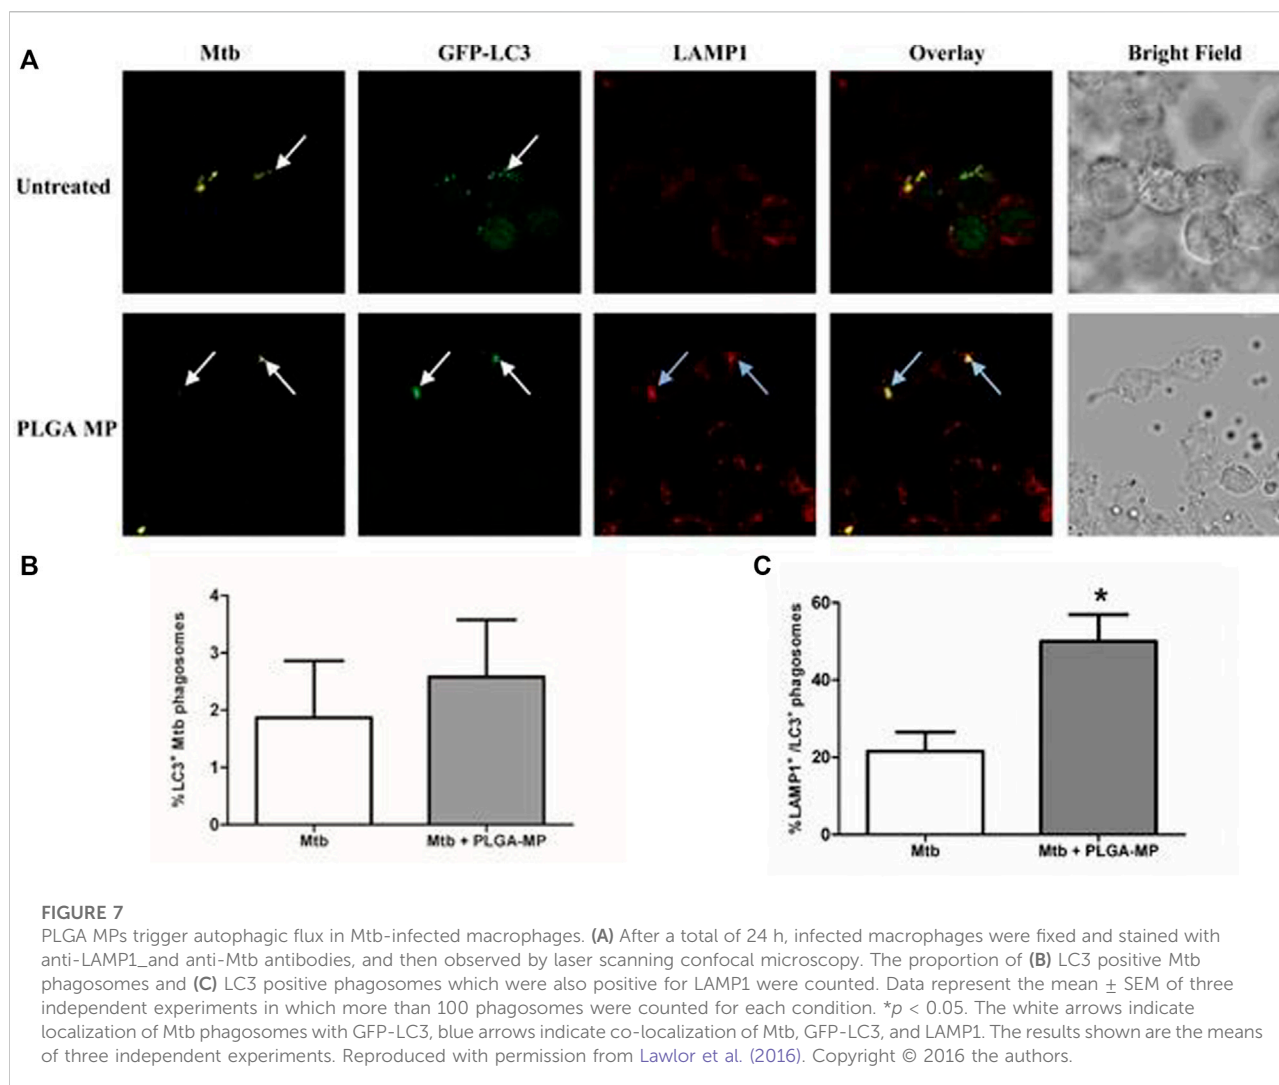 A
Mtb GFP-LC3 LAMP1 Overlay Bright Field
Untreated
PLGA MP
B
%LC3⁺ Mtb phagosomes
4
3
2
1
0
Mtb Mtb + PLGA-MP
C
%LAMP1⁺ /LC3⁺ phagosomes
60
40
20
0
*
Mtb Mtb + PLGA-MP
FIGURE 7
PLGA MPs trigger autophagic flux in Mtb-infected macrophages. (A) After a total of 24 h, infected macrophages were fixed and stained with
anti-LAMP1_and anti-Mtb antibodies, and then observed by laser scanning confocal microscopy. The proportion of (B) LC3 positive Mtb
phagosomes and (C) LC3 positive phagosomes which were also positive for LAMP1 were counted. Data represent the mean ± SEM of three
independent experiments in which more than 100 phagosomes were counted for each condition. *p < 0.05. The white arrows indicate
localization of Mtb phagosomes with GFP-LC3, blue arrows indicate co-localization of Mtb, GFP-LC3, and LAMP1. The results shown are the means
of three independent experiments. Reproduced with permission from Lawlor et al. (2016). Copyright © 2016 the authors.